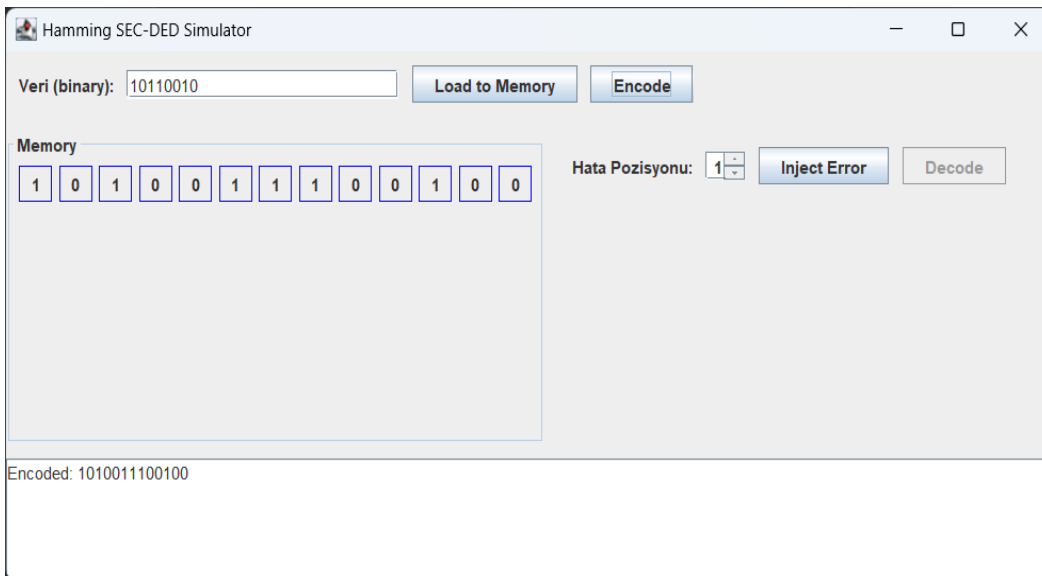 Hamming SEC-DED Simulator
Veri (binary): 10110010 Load to Memory Encode
Memory
1 0 1 0 0 1 1 1 0 0 1 0 0
Hata Pozisyonu: 1 Inject Error Decode
Encoded: 1010011100100